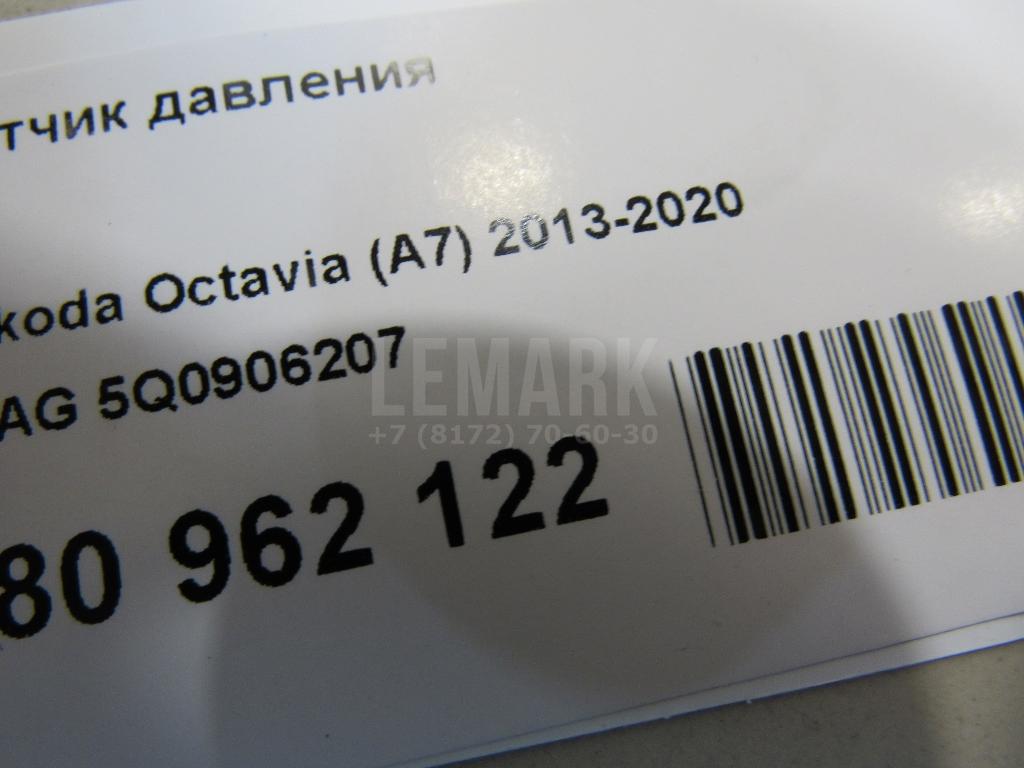 тчик давления
koda Octavia (A7) 2013-2020
AG 5Q0906207
LEMARK
+7 (8172) 70-60-30
80 962 122